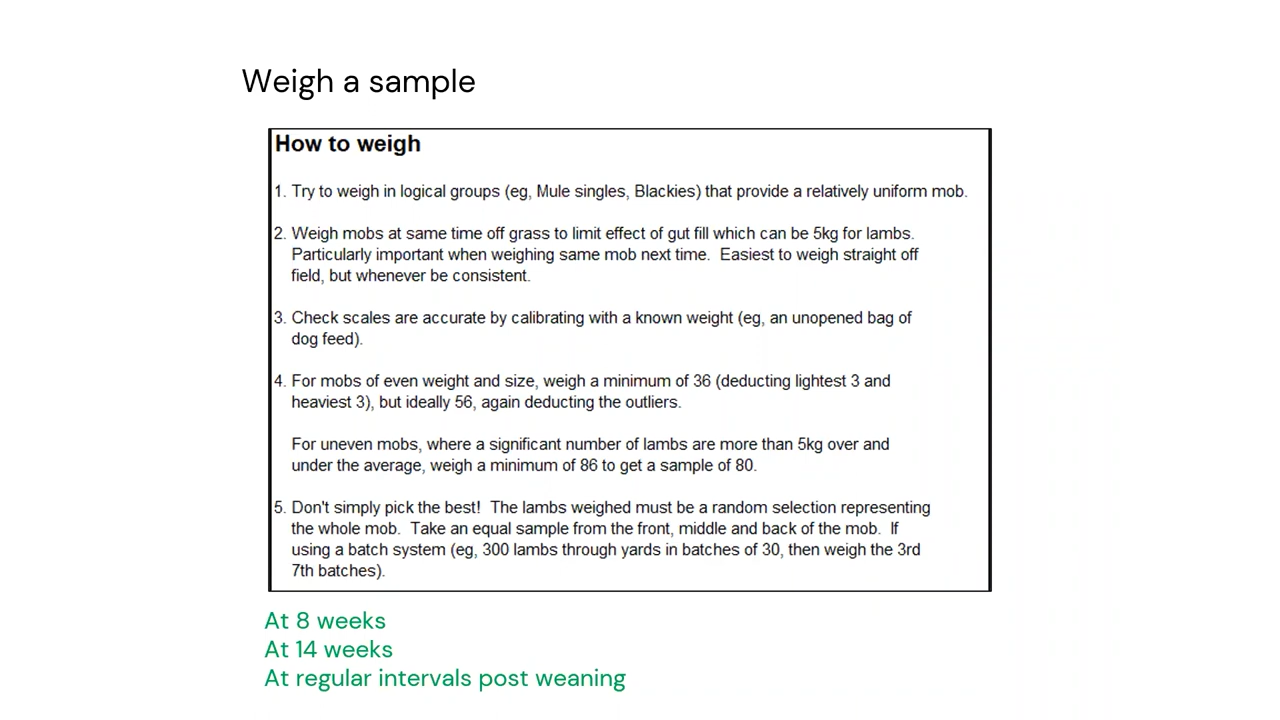 Weigh a sample
How to weigh
1. Try to weigh in logical groups (eg, Mule singles, Blackies) that provide a relatively uniform mob.
2. Weigh mobs at same time off grass to limit effect of gut fill which can be 5kg for lambs.
Particularly important when weighing same mob next time.  Easiest to weigh straight off
field, but whenever be consistent.
3. Check scales are accurate by calibrating with a known weight (eg, an unopened bag of
dog feed).
4. For mobs of even weight and size, weigh a minimum of 36 (deducting lightest 3 and
heaviest 3), but ideally 56, again deducting the outliers.
For uneven mobs, where a significant number of lambs are more than 5kg over and
under the average, weigh a minimum of 86 to get a sample of 80.
5. Don't simply pick the best!  The lambs weighed must be a random selection representing
the whole mob.  Take an equal sample from the front, middle and back of the mob.  If
using a batch system (eg, 300 lambs through yards in batches of 30, then weigh the 3rd
7th batches).
At 8 weeks
At 14 weeks
At regular intervals post weaning